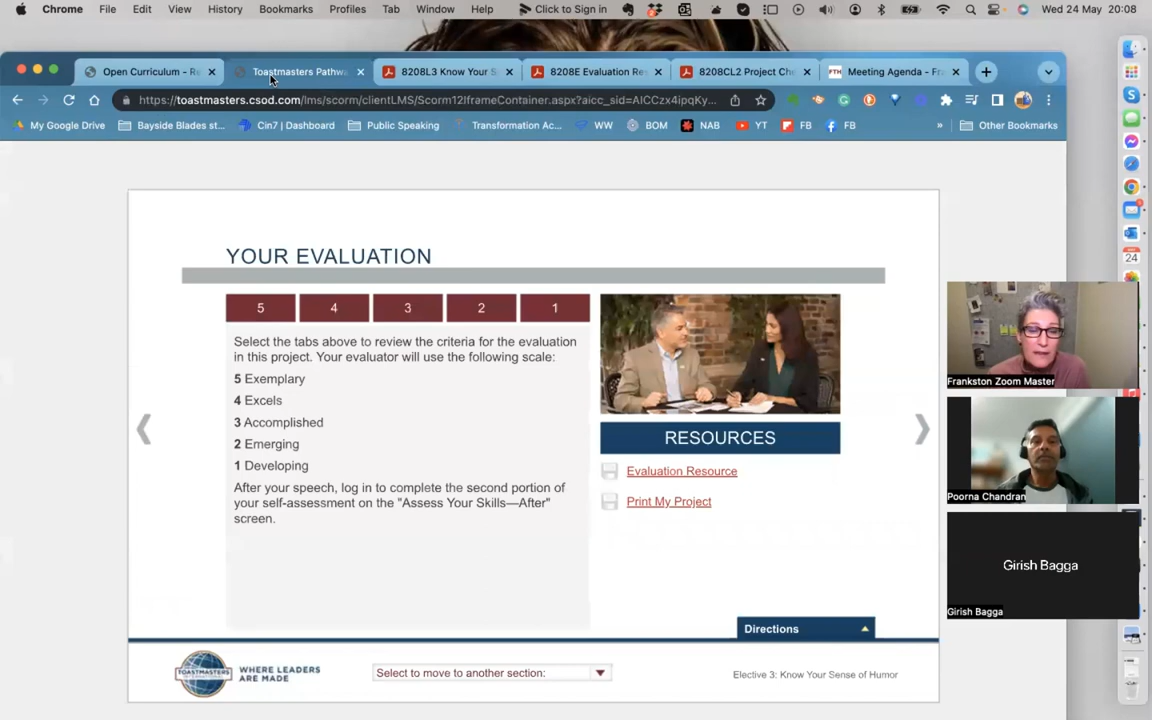 Chrome File Edit View History Bookmarks Profiles Tab Window Help Click to Sign in Wed 24 May 20:08
Open Curriculum - Toastmasters Pathw 8208L3 Know Your S 8208E Evaluation Re 8208CL2 Project Ch FTH Meeting Agenda - Fra
https://toastmasters.csod.com/lms/scorm/clientLMS/Scorm12IframeContainer.aspx?aicc_sid=AICCzx4ipqKy...
My Google Drive Bayside Blades st... Cin7 | Dashboard Public Speaking Transformation Ac... WW BOM NAB YT FB FB » Other Bookmarks
24
YOUR EVALUATION
5 4 3 2 1
Select the tabs above to review the criteria for the evaluation
in this project. Your evaluator will use the following scale:
5 Exemplary
4 Excels
3 Accomplished
2 Emerging
1 Developing
After your speech, log in to complete the second portion of
your self-assessment on the "Assess Your Skills—After"
screen.
RESOURCES
Evaluation Resource
Print My Project
Directions
TOASTMASTERS
INTERNATIONAL
WHERE LEADERS
ARE MADE
Select to move to another section:
Elective 3: Know Your Sense of Humor
Frankston Zoom Master
Poorna Chandran
Girish Bagga
Girish Bagga